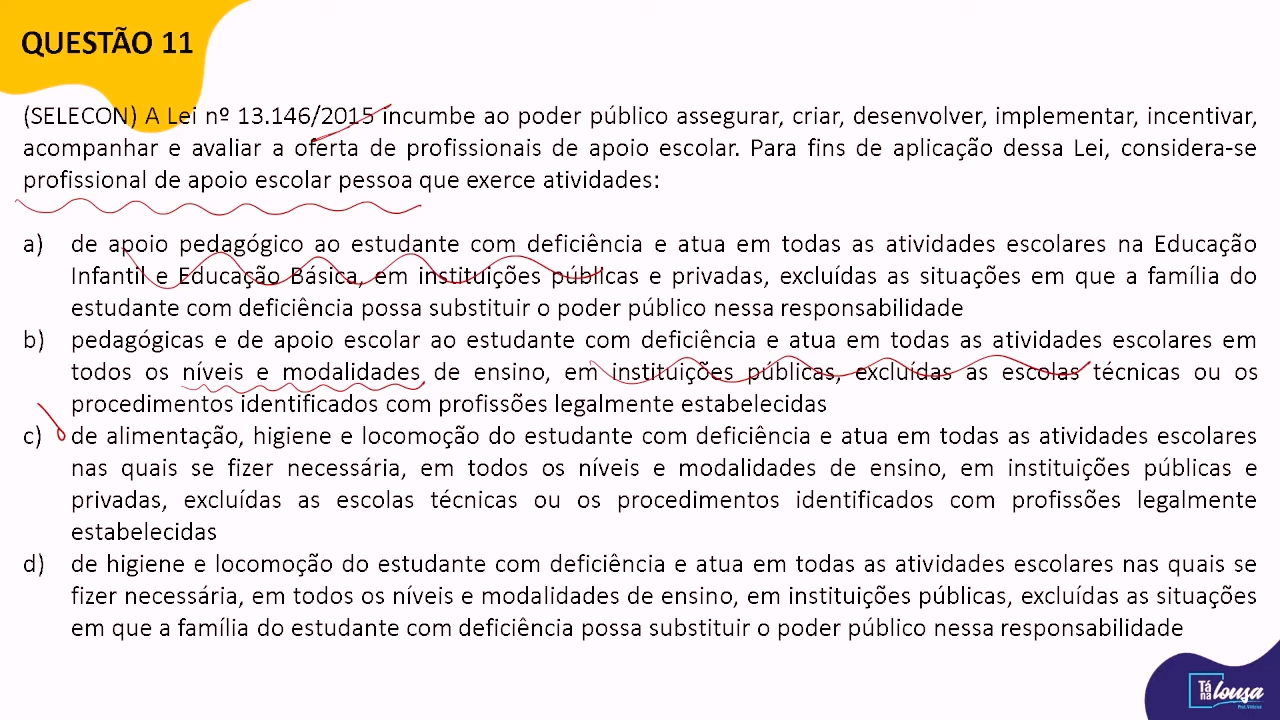 QUESTÃO 11
(SELECON) A Lei nº 13.146/2015 incumbe ao poder público assegurar, criar, desenvolver, implementar, incentivar,
acompanhar e avaliar a oferta de profissionais de apoio escolar. Para fins de aplicação dessa Lei, considera-se
profissional de apoio escolar pessoa que exerce atividades:
a) de apoio pedagógico ao estudante com deficiência e atua em todas as atividades escolares na Educação
Infantil e Educação Básica, em instituições públicas e privadas, excluídas as situações em que a família do
estudante com deficiência possa substituir o poder público nessa responsabilidade
b) pedagógicas e de apoio escolar ao estudante com deficiência e atua em todas as atividades escolares em
todos os níveis e modalidades de ensino, em instituições públicas, excluídas as escolas técnicas ou os
procedimentos identificados com profissões legalmente estabelecidas
c) de alimentação, higiene e locomoção do estudante com deficiência e atua em todas as atividades escolares
nas quais se fizer necessária, em todos os níveis e modalidades de ensino, em instituições públicas e
privadas, excluídas as escolas técnicas ou os procedimentos identificados com profissões legalmente
estabelecidas
d) de higiene e locomoção do estudante com deficiência e atua em todas as atividades escolares nas quais se
fizer necessária, em todos os níveis e modalidades de ensino, em instituições públicas, excluídas as situações
em que a família do estudante com deficiência possa substituir o poder público nessa responsabilidade
Tá na lousa